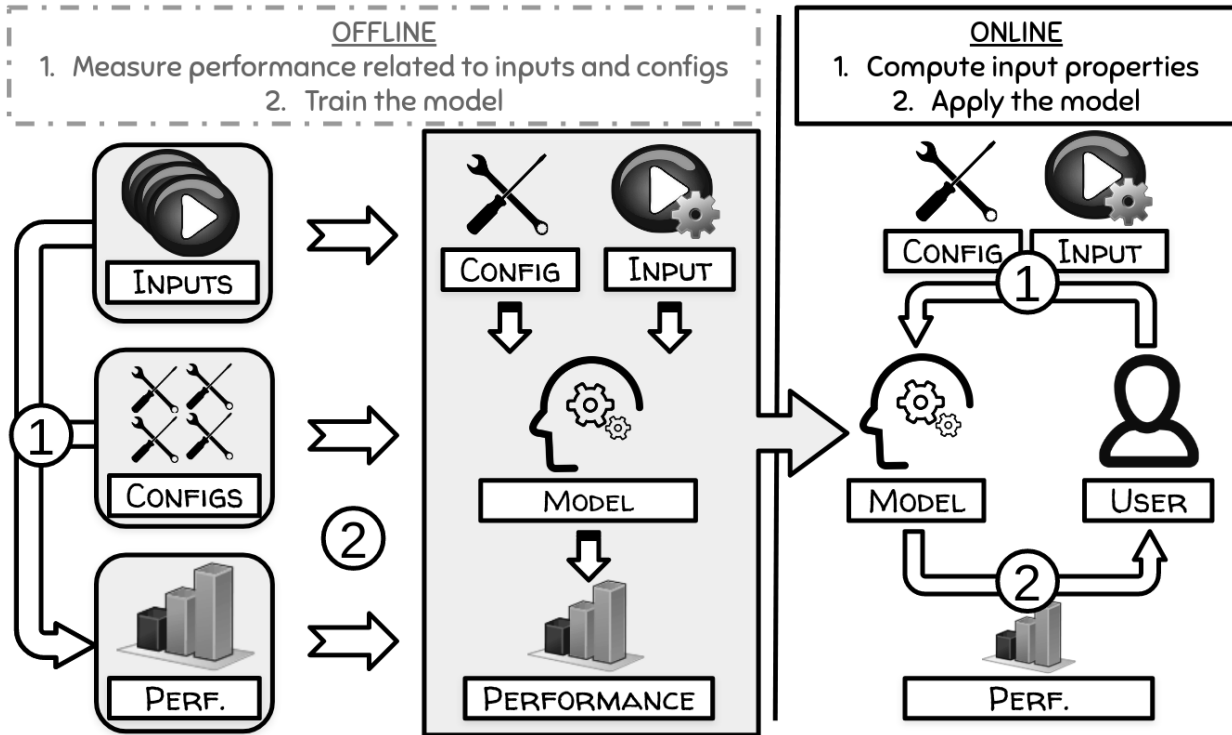 OFFLINE
1. Measure performance related to inputs and configs
2. Train the model
ONLINE
1. Compute input properties
2. Apply the model
INPUTS
CONFIG
INPUT
CONFIG
INPUT
1
1
CONFIGS
MODEL
MODEL
USER
2
2
PERF.
PERFORMANCE
PERF.